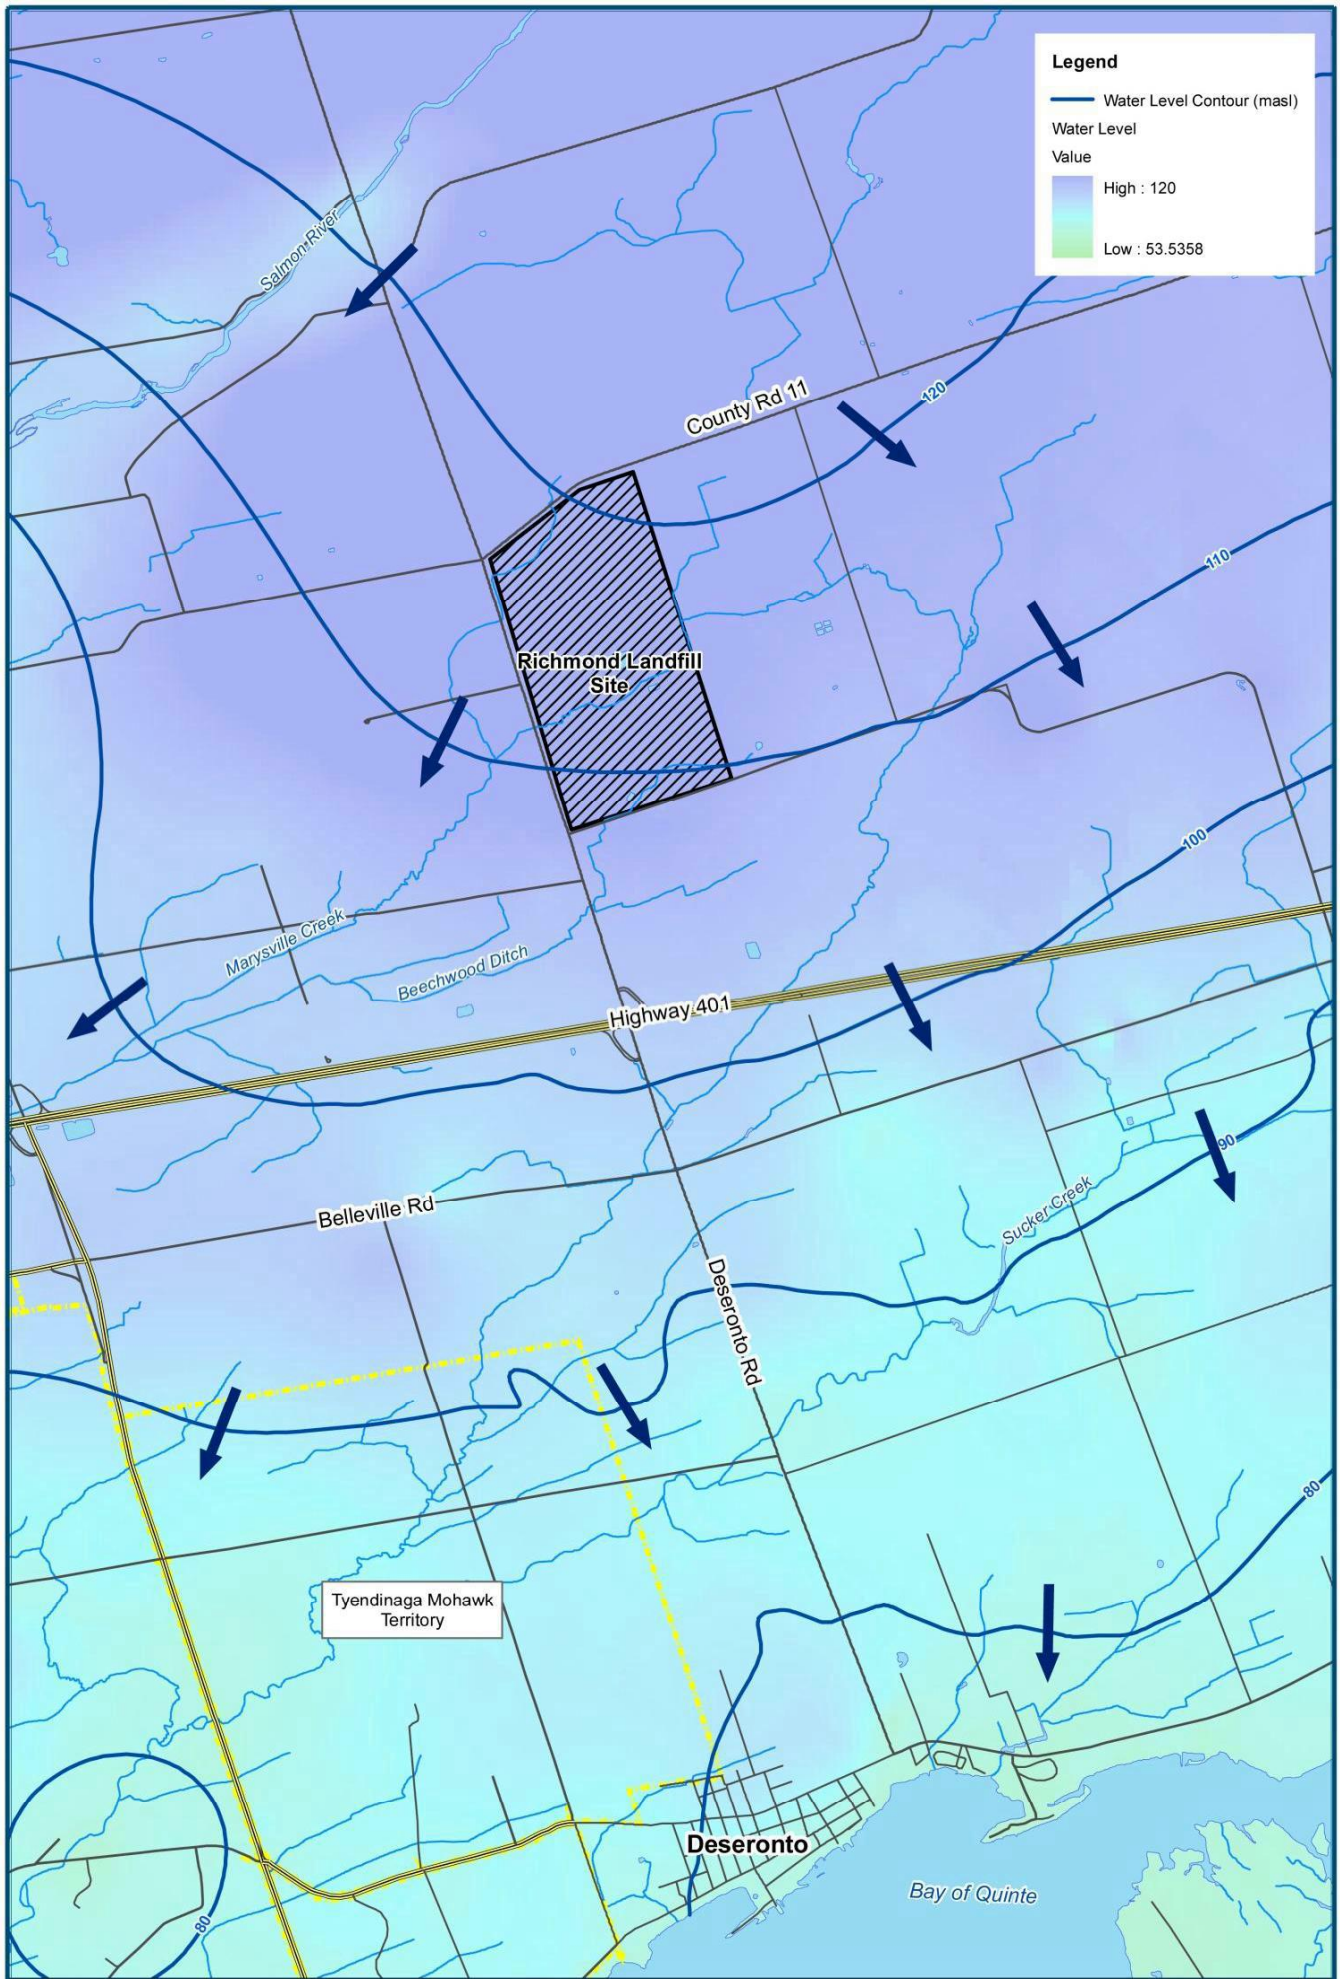 Legend
Water Level Contour (masl)
Water Level
Value
High : 120
Low : 53.5358
Salmon River
County Rd 11
120
110
Richmond Landfill
Site
100
Marysville Creek
Beechwood Ditch
Highway 401
90
Sucker Creek
Belleville Rd
Deseronto Rd
80
Tyendinaga Mohawk
Territory
Deseronto
Bay of Quinte
80